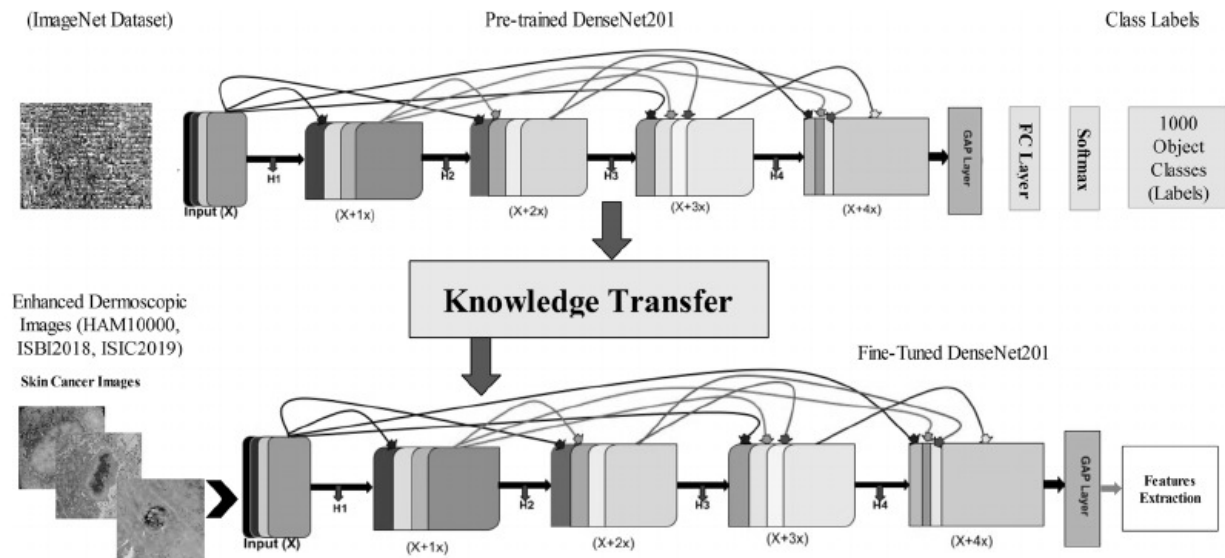 (ImageNet Dataset)
Pre-trained DenseNet201
Class Labels
Input (X)
H1
(X+1x)
H2
(X+2x)
H3
(X+3x)
H4
(X+4x)
GAP Layer
FC Layer
Softmax
1000
Object
Classes
(Labels)
Knowledge Transfer
Enhanced Dermoscopic
Images (HAM10000,
ISBI2018, ISIC2019)
Skin Cancer Images
Fine-Tuned DenseNet201
Input (X)
H1
(X+1x)
H2
(X+2x)
H3
(X+3x)
H4
(X+4x)
GAP Layer
Features
Extraction